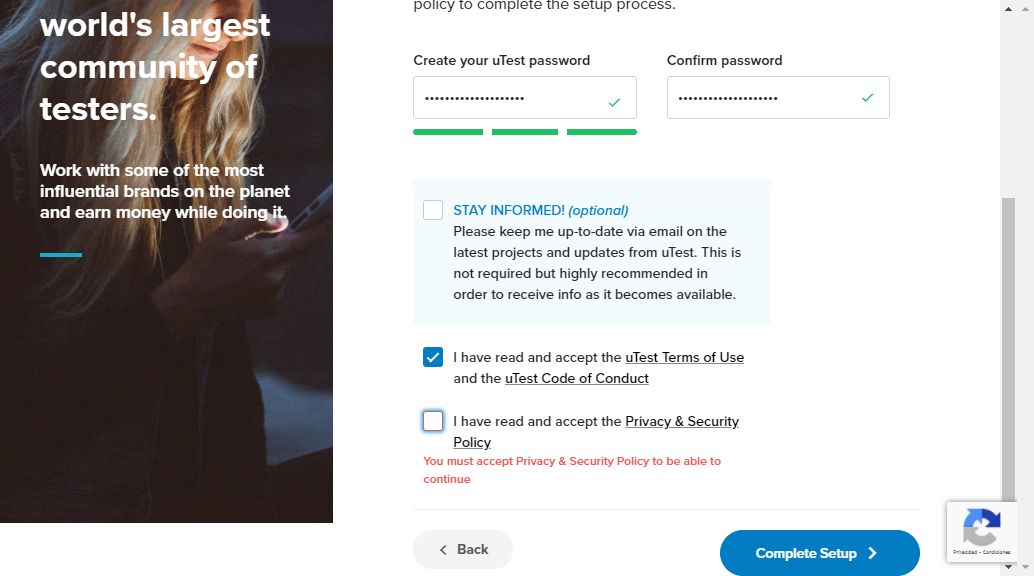 policy to complete the setup process.
world's largest
community of
testers.
Work with some of the most
influential brands on the planet
and earn money while doing it.
Create your uTest password
Confirm password
STAY INFORMED! (optional)
Please keep me up-to-date via email on the
latest projects and updates from uTest. This is
not required but highly recommended in
order to receive info as it becomes available.
I have read and accept the uTest Terms of Use
and the uTest Code of Conduct
I have read and accept the Privacy & Security
Policy
You must accept Privacy & Security Policy to be able to
continue
Back
Complete Setup
Privacidad - Condiciones